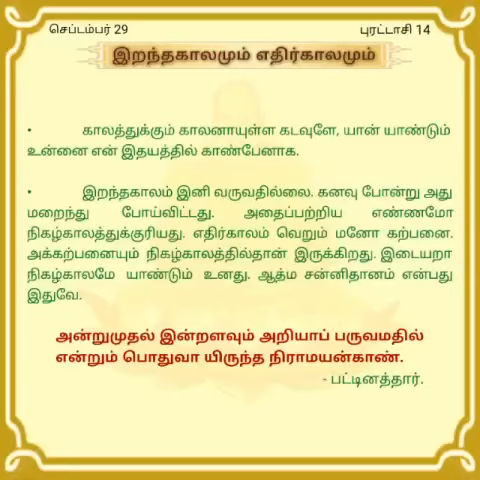 செப்டம்பர் 29 புரட்டாசி 14
இறந்தகாலமும் எதிர்காலமும்
• காலத்துக்கும் காலனாயுள்ள கடவுளே, யான் யாண்டும்
உன்னை என் இதயத்தில் காண்பேனாக.
• இறந்தகாலம் இனி வருவதில்லை. கனவு போன்று அது
மறைந்து போய்விட்டது. அதைப்பற்றிய எண்ணமோ
நிகழ்காலத்துக்குரியது. எதிர்காலம் வெறும் மனோ கற்பனை.
அக்கற்பனையும் நிகழ்காலத்தில்தான் இருக்கிறது. இடையறா
நிகழ்காலமே யாண்டும் உனது. ஆத்ம சன்னிதானம் என்பது
இதுவே.
அன்றுமுதல் இன்றளவும் அறியாப் பருவமதில்
என்றும் பொதுவா யிருந்த நிராமயன்காண்.
- பட்டினத்தார்.